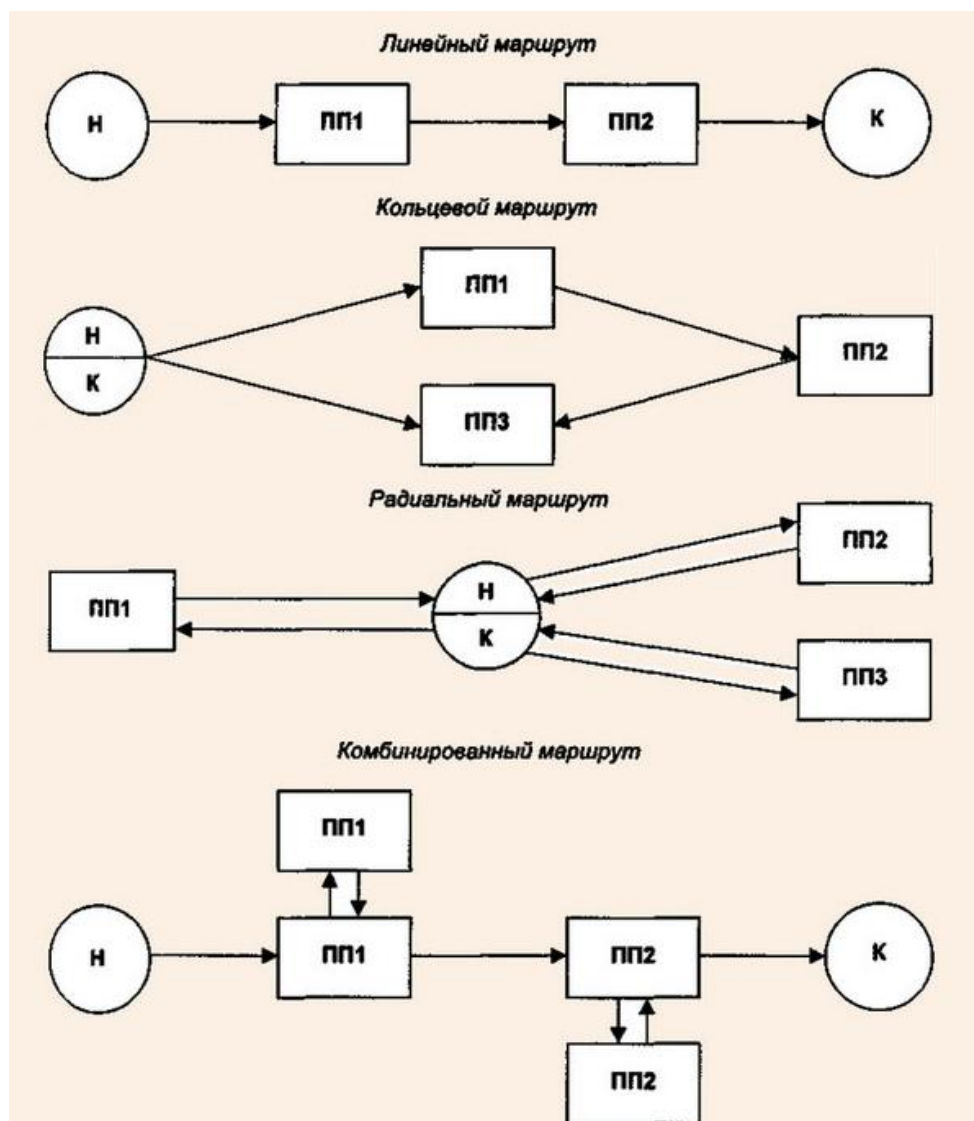 Линейный маршрут
Н ПП1 ПП2 К
Кольцевой маршрут
ПП1
Н
К
ПП2
ПП3
Радиальный маршрут
ПП2
ПП1
Н
К
ПП3
Комбинированный маршрут
ПП1
Н ПП1 ПП2 К
ПП2